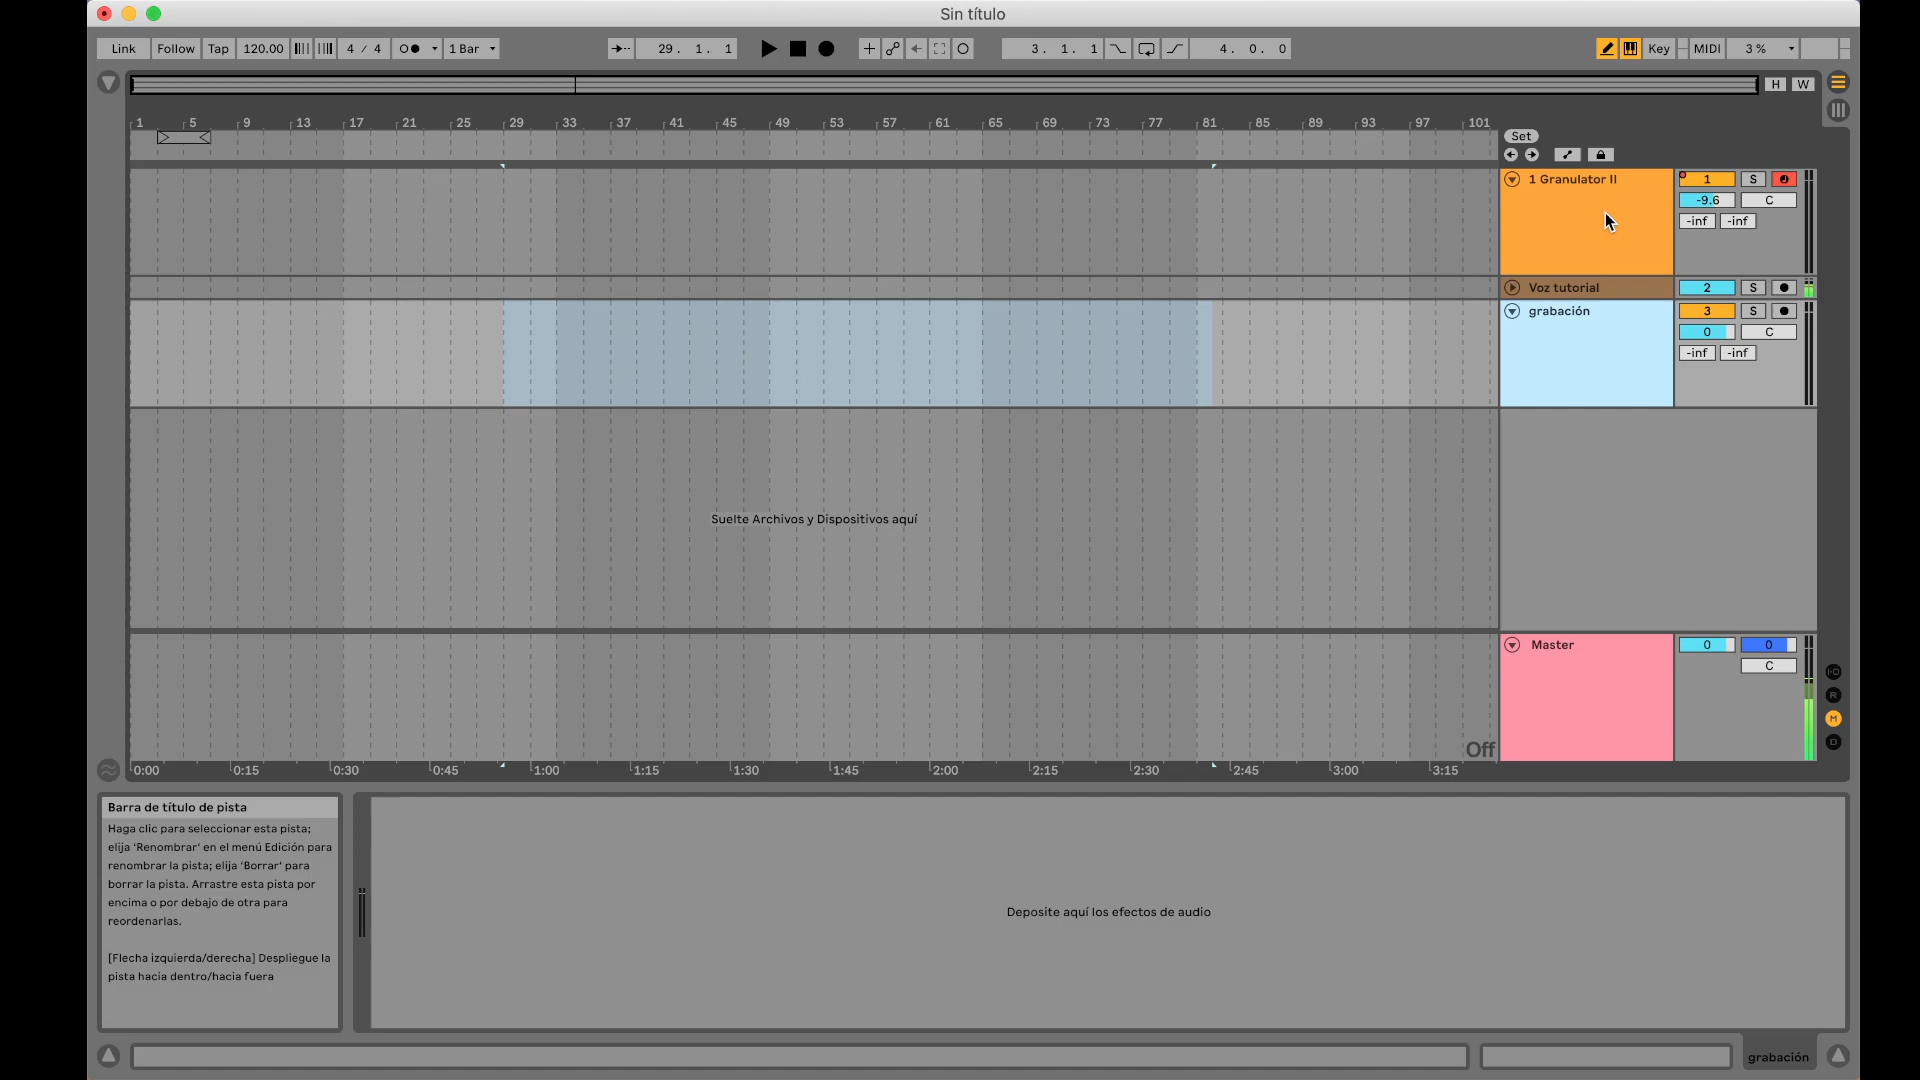 Sin título
Link Follow Tap 120.00 4 / 4 1 Bar 29. 1. 1 3. 1. 1 4. 0. 0 Key MIDI 3 %
H W
1 5 9 13 17 21 25 29 33 37 41 45 49 53 57 61 65 69 73 77 81 85 89 93 97 101
Set
1 Granulator II 1 S
-9.6 C
-inf -inf
Voz tutorial 2 S
grabación 3 S
0 C
-inf -inf
Suelte Archivos y Dispositivos aquí
Master 0 0
C
I·O
R
M
D
Off
0:00 0:15 0:30 0:45 1:00 1:15 1:30 1:45 2:00 2:15 2:30 2:45 3:00 3:15
Barra de título de pista
Haga clic para seleccionar esta pista;
elija ‘Renombrar‘ en el menú Edición para
renombrar la pista; elija ‘Borrar‘ para
borrar la pista. Arrastre esta pista por
encima o por debajo de otra para
reordenarlas.
[Flecha izquierda/derecha] Despliegue la
pista hacia dentro/hacia fuera
Deposite aquí los efectos de audio
grabación